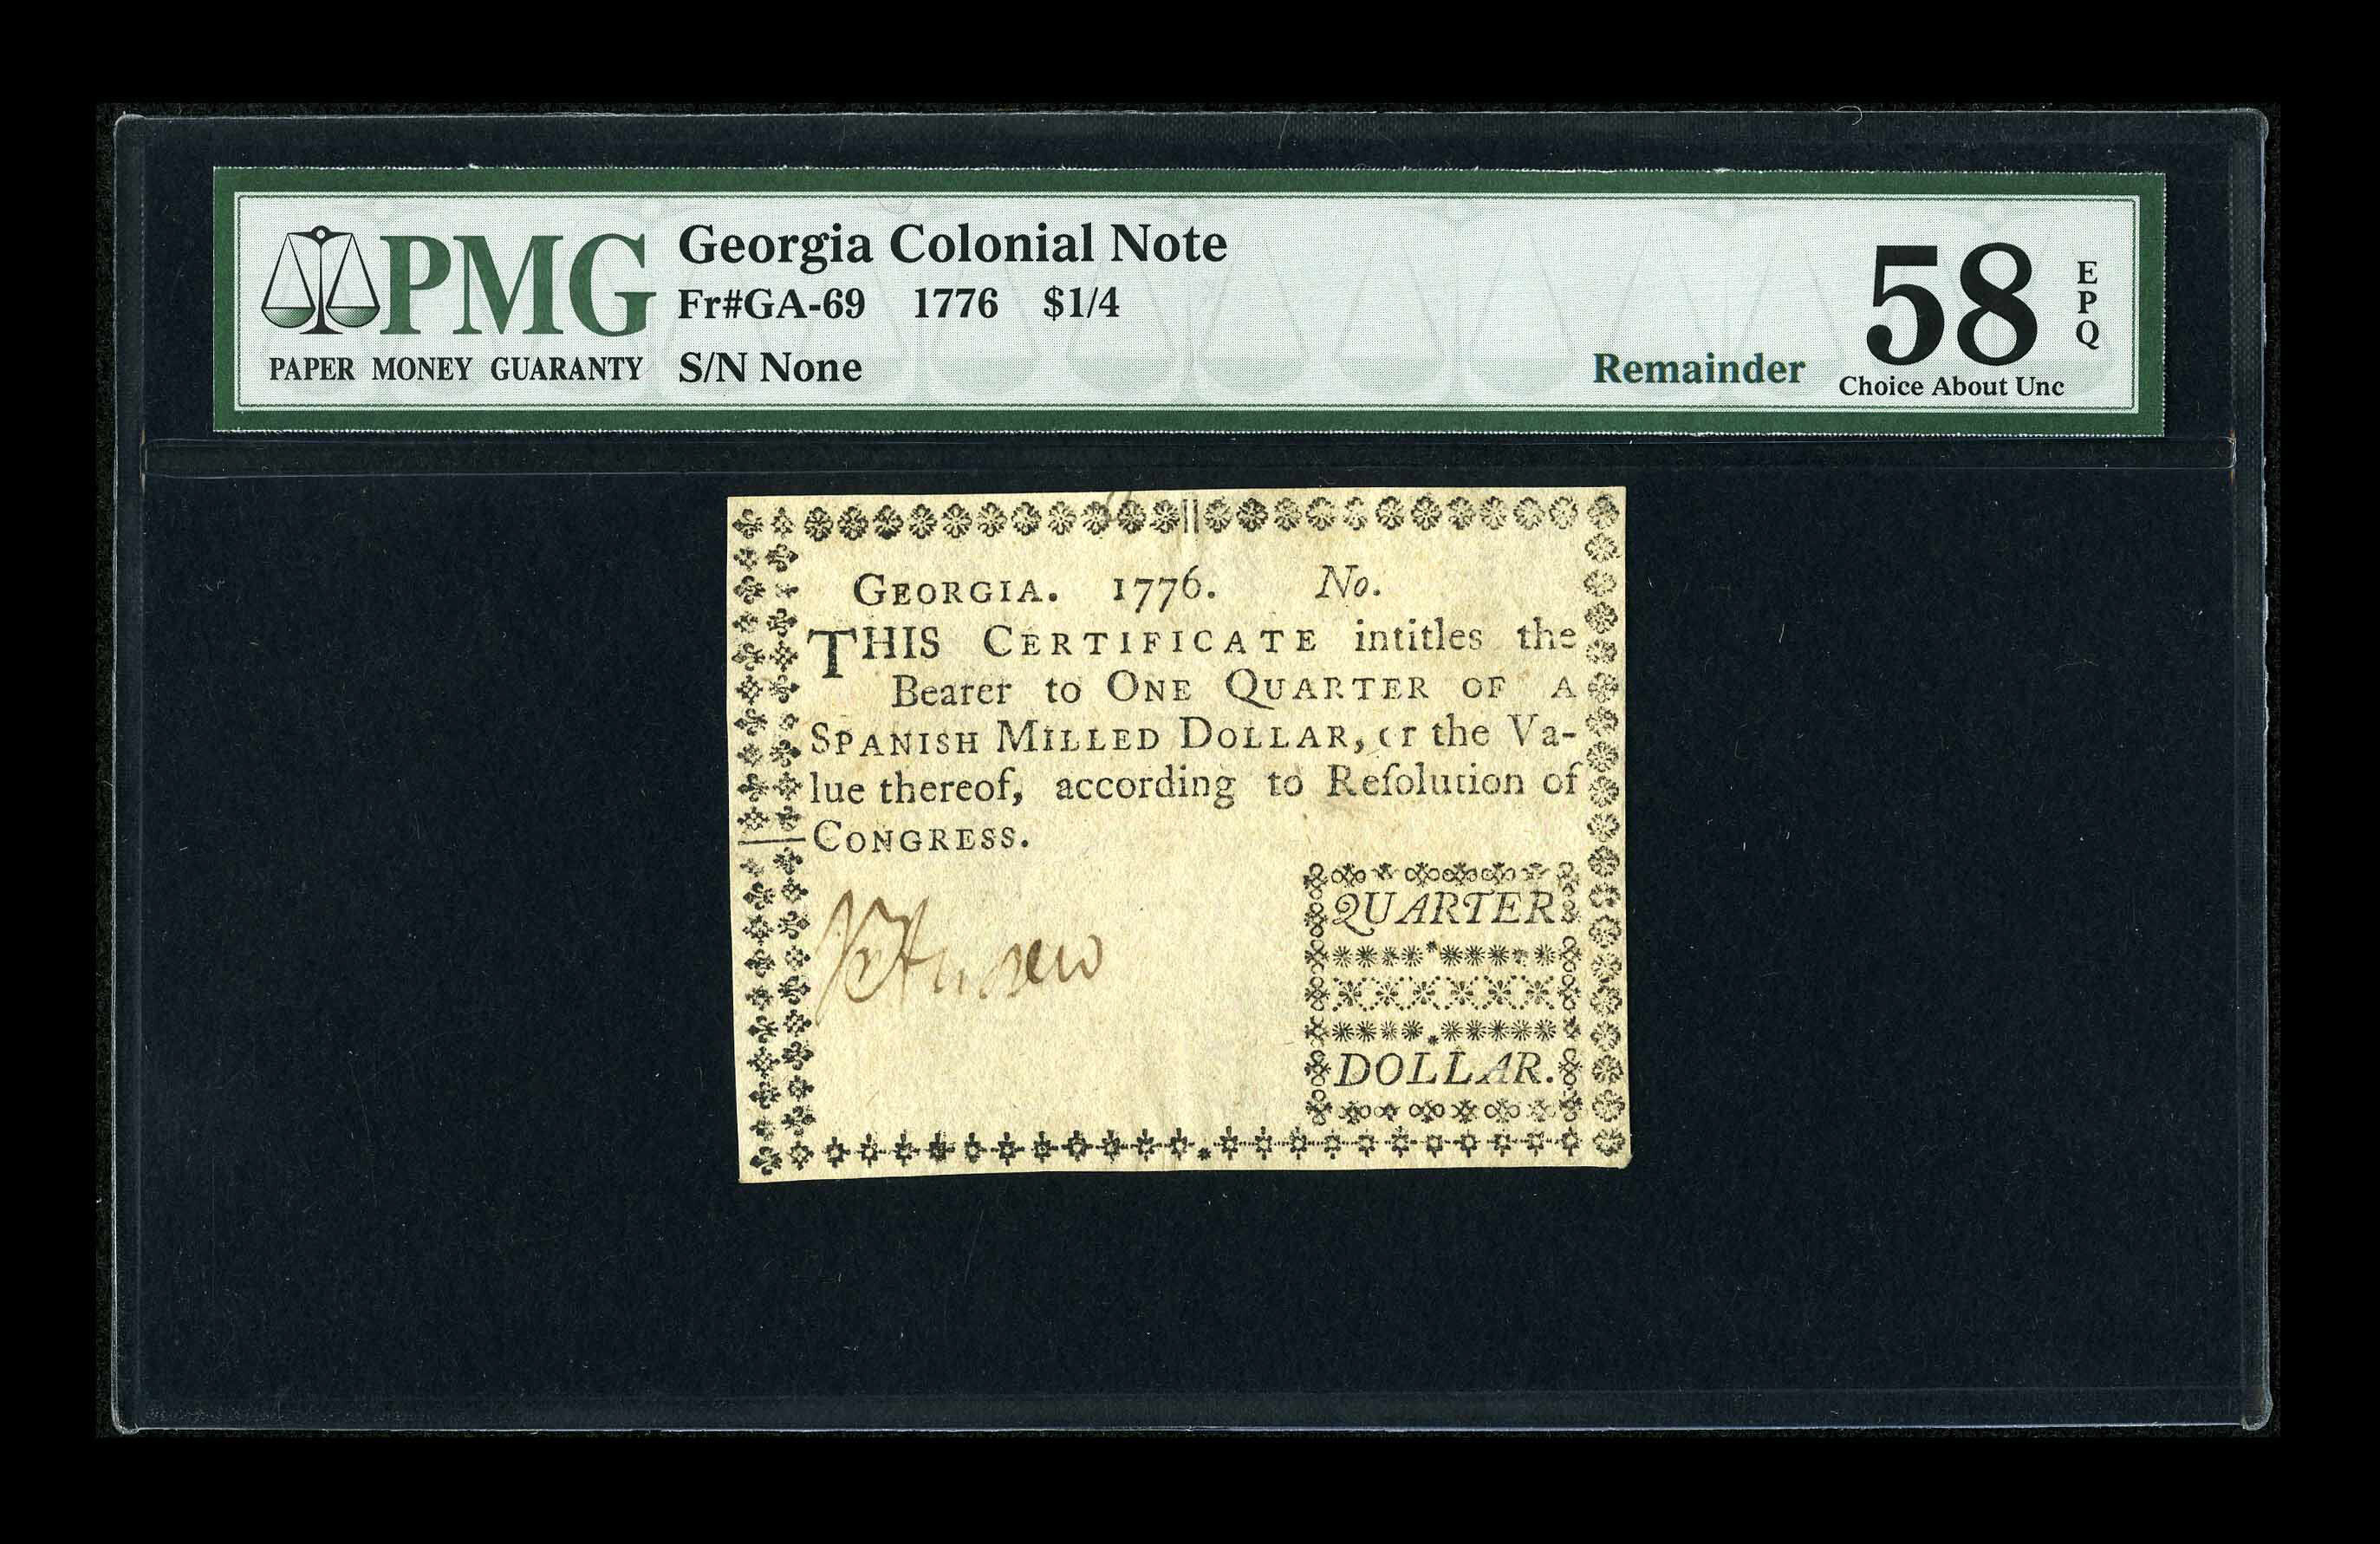 PMG
PAPER MONEY GUARANTY
Georgia Colonial Note
Fr#GA-69 1776 $1/4
S/N None
Remainder
58
EPQ
Choice About Unc
GEORGIA. 1776. No.
THIS CERTIFICATE intitles the
Bearer to ONE QUARTER OF A
SPANISH MILLED DOLLAR, or the Va-
lue thereof, according to Reſolution of
CONGRESS.
QUARTER
DOLLAR.